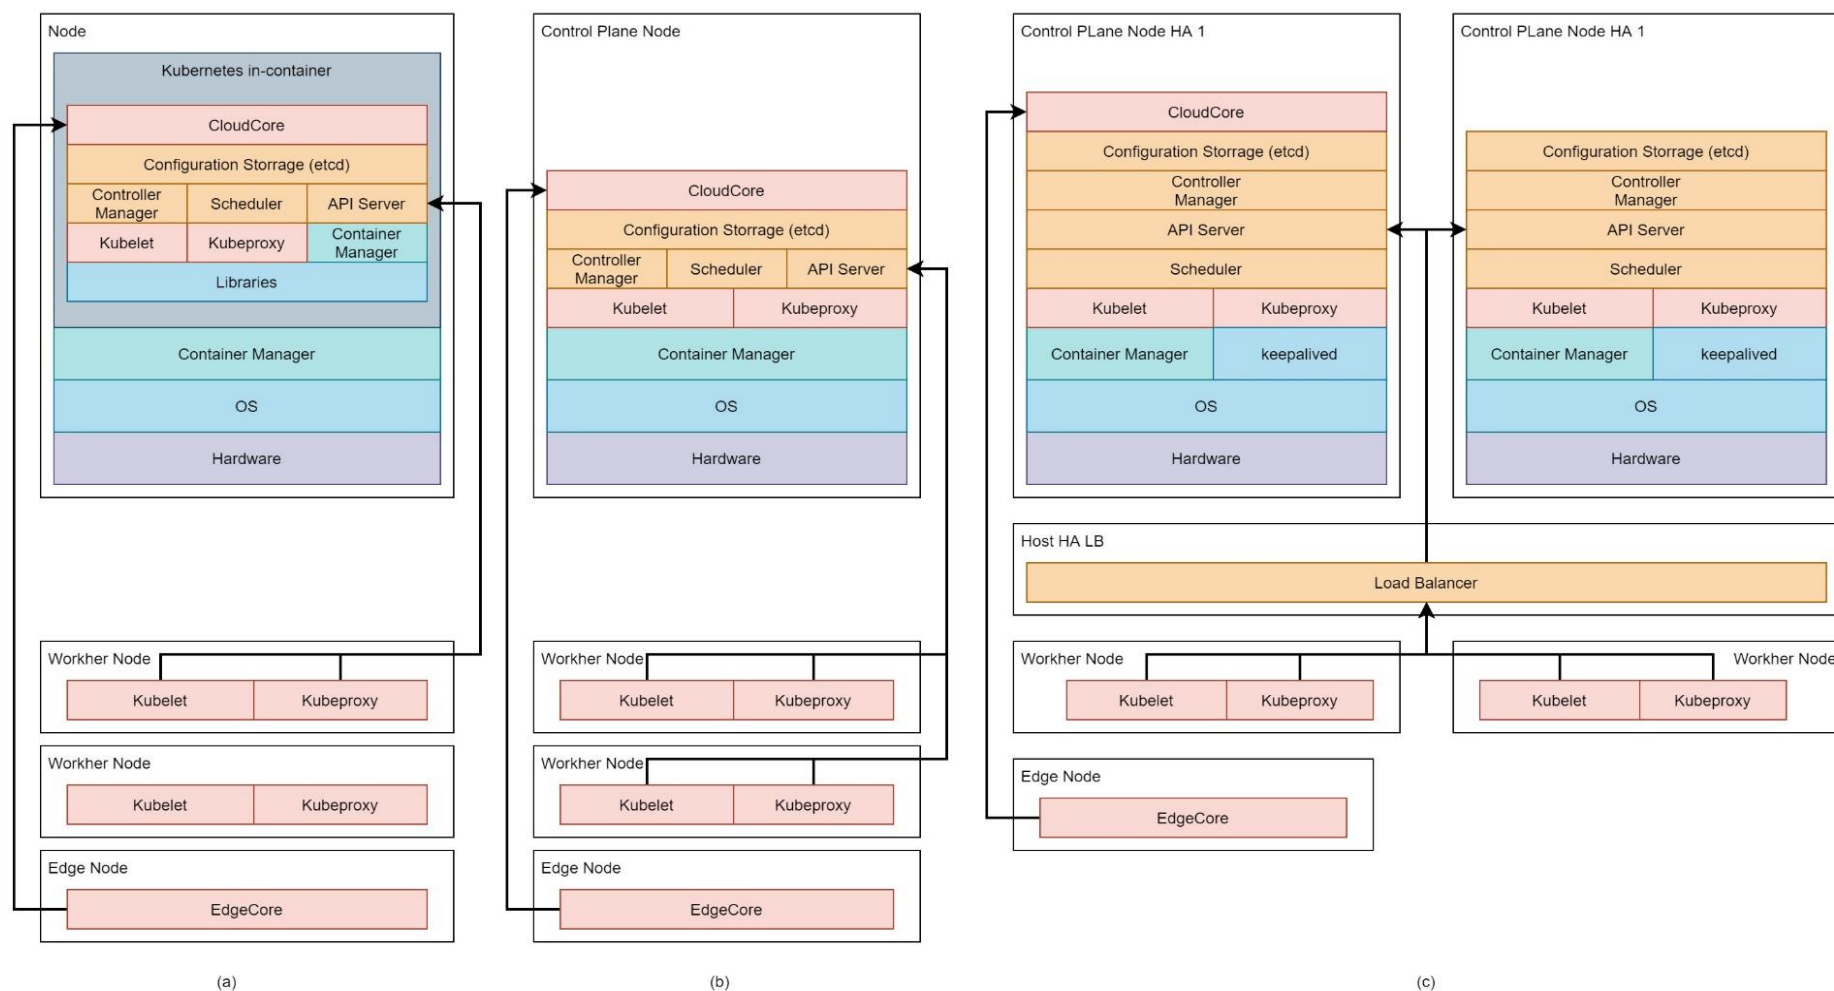 Node
Kubernetes in-container
CloudCore
Configuration Storrage (etcd)
Controller
Manager
Scheduler
API Server
Kubelet
Kubeproxy
Container
Manager
Libraries
Container Manager
OS
Hardware
Workher Node
Kubelet
Kubeproxy
Workher Node
Kubelet
Kubeproxy
Edge Node
EdgeCore
(a)
Control Plane Node
CloudCore
Configuration Storrage (etcd)
Controller
Manager
Scheduler
API Server
Kubelet
Kubeproxy
Container Manager
OS
Hardware
Workher Node
Kubelet
Kubeproxy
Workher Node
Kubelet
Kubeproxy
Edge Node
EdgeCore
(b)
Control PLane Node HA 1
CloudCore
Configuration Storrage (etcd)
Controller
Manager
API Server
Scheduler
Kubelet
Kubeproxy
Container Manager
keepalived
OS
Hardware
Control PLane Node HA 1
Configuration Storrage (etcd)
Controller
Manager
API Server
Scheduler
Kubelet
Kubeproxy
Container Manager
keepalived
OS
Hardware
Host HA LB
Load Balancer
Workher Node
Kubelet
Kubeproxy
Workher Node
Kubelet
Kubeproxy
Edge Node
EdgeCore
(c)